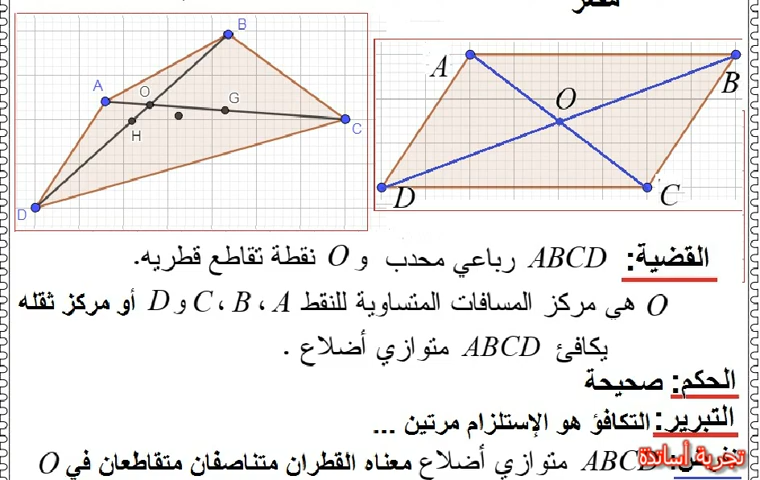 B
A
O
G
H
C
D
A
B
O
D
C
القضية: ABCD رباعي محدب و O نقطة تقاطع قطريه.
O هي مركز المسافات المتساوية للنقط A ، B ، C و D أو مركز ثقله
يكافئ ABCD متوازي أضلاع .
الحكم: صحيحة
التبرير: التكافؤ هو الإستلزام مرتين ...
ABCD متوازي أضلاع معناه القطران متناصفان متقاطعان في O
تجربة أساتذة